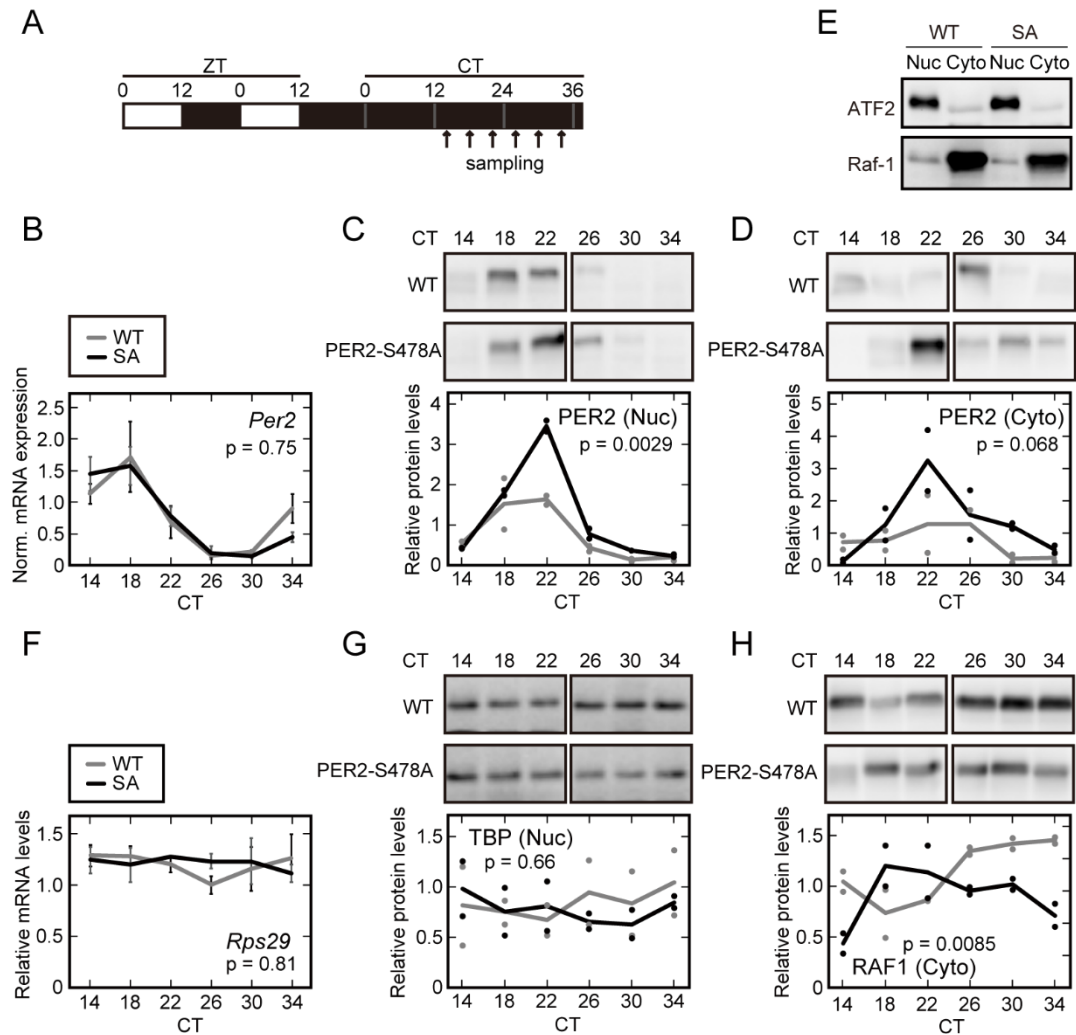 A
ZT CT
0 12 0 12 0 12 24 36
sampling
E
WT SA
Nuc Cyto Nuc Cyto
ATF2
Raf-1
B
WT
SA
Norm. mRNA expression
2.5
2.0
1.5
1.0
0.5
0
Per2
p = 0.75
14 18 22 26 30 34
CT
C
CT 14 18 22 26 30 34
WT
PER2-S478A
Relative protein levels
4
3
2
1
0
PER2 (Nuc)
p = 0.0029
14 18 22 26 30 34
CT
D
CT 14 18 22 26 30 34
WT
PER2-S478A
Relative protein levels
5
4
3
2
1
0
PER2 (Cyto)
p = 0.068
14 18 22 26 30 34
CT
F
WT
SA
Relative mRNA levels
1.5
1.0
1.5
0
Rps29
p = 0.81
14 18 22 26 30 34
CT
G
CT 14 18 22 26 30 34
WT
PER2-S478A
Relative protein levels
1.5
1.0
0.5
0
TBP (Nuc)
p = 0.66
14 18 22 26 30 34
CT
H
CT 14 18 22 26 30 34
WT
PER2-S478A
Relative protein levels
1.5
1.0
0.5
0
p = 0.0085
RAF1 (Cyto)
14 18 22 26 30 34
CT